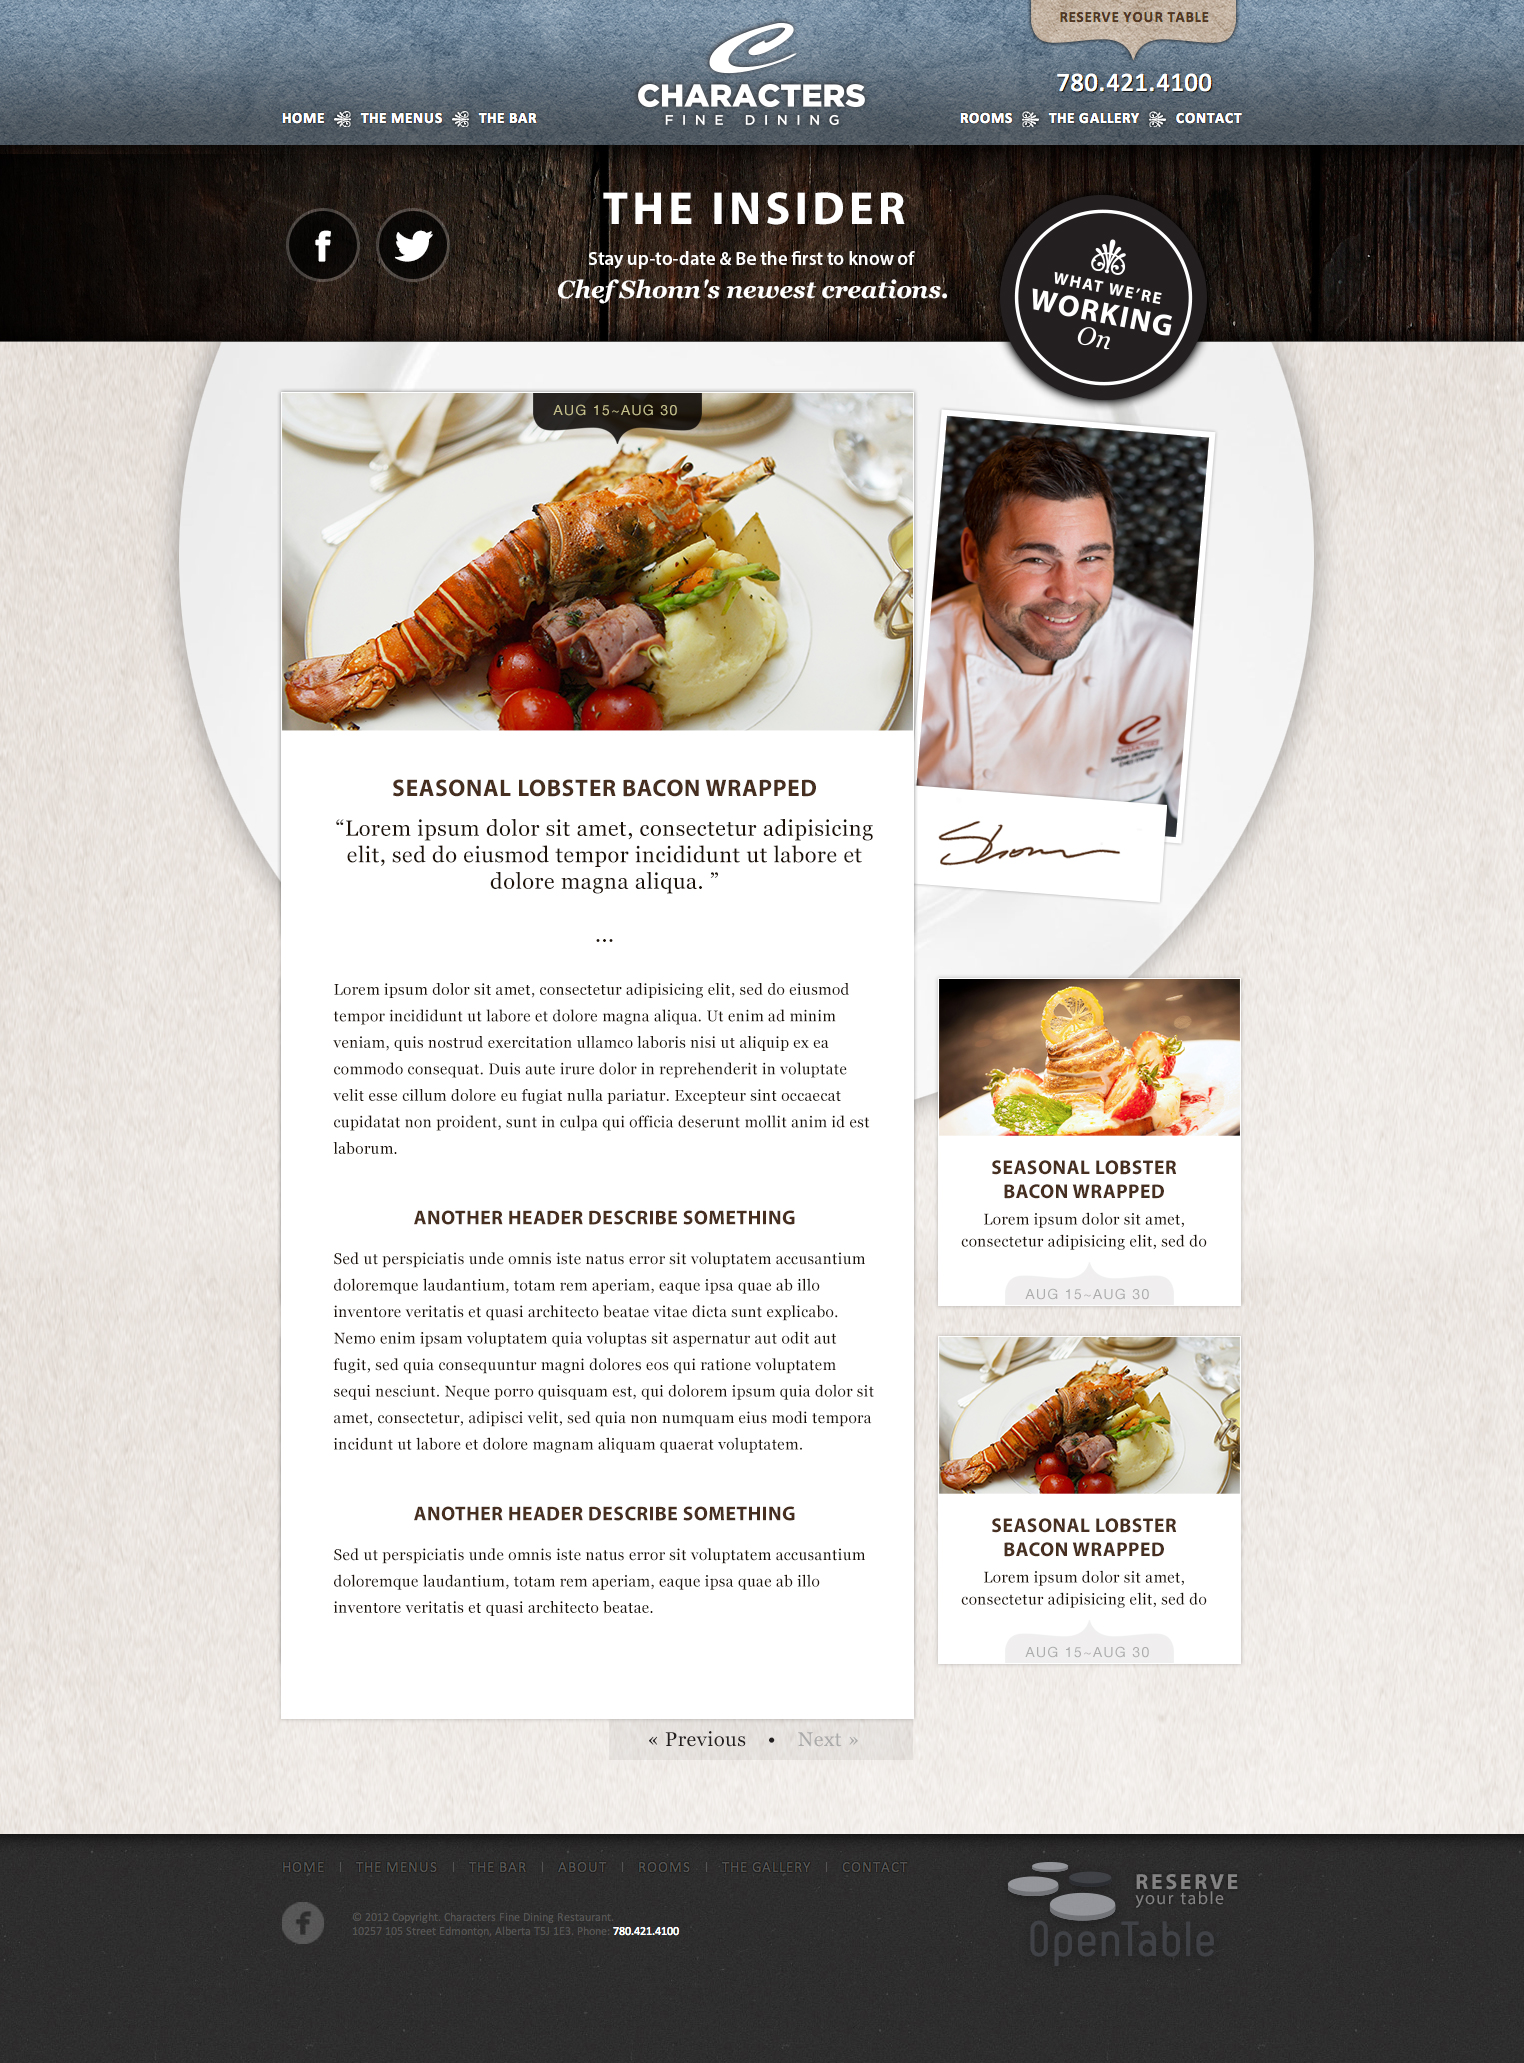 RESERVE YOUR TABLE
780.421.4100
CHARACTERS
FINE DINING
HOME THE MENUS THE BAR
ROOMS THE GALLERY CONTACT
THE INSIDER
Stay up-to-date & Be the first to know of
Chef Shonn's newest creations.
WHAT WE'RE
WORKING
On
AUG 15~AUG 30
SEASONAL LOBSTER BACON WRAPPED
“Lorem ipsum dolor sit amet, consectetur adipisicing
elit, sed do eiusmod tempor incididunt ut labore et
dolore magna aliqua. ”
...
Lorem ipsum dolor sit amet, consectetur adipisicing elit, sed do eiusmod
tempor incididunt ut labore et dolore magna aliqua. Ut enim ad minim
veniam, quis nostrud exercitation ullamco laboris nisi ut aliquip ex ea
commodo consequat. Duis aute irure dolor in reprehenderit in voluptate
velit esse cillum dolore eu fugiat nulla pariatur. Excepteur sint occaecat
cupidatat non proident, sunt in culpa qui officia deserunt mollit anim id est
laborum.
ANOTHER HEADER DESCRIBE SOMETHING
Sed ut perspiciatis unde omnis iste natus error sit voluptatem accusantium
doloremque laudantium, totam rem aperiam, eaque ipsa quae ab illo
inventore veritatis et quasi architecto beatae vitae dicta sunt explicabo.
Nemo enim ipsam voluptatem quia voluptas sit aspernatur aut odit aut
fugit, sed quia consequuntur magni dolores eos qui ratione voluptatem
sequi nesciunt. Neque porro quisquam est, qui dolorem ipsum quia dolor sit
amet, consectetur, adipisci velit, sed quia non numquam eius modi tempora
incidunt ut labore et dolore magnam aliquam quaerat voluptatem.
ANOTHER HEADER DESCRIBE SOMETHING
Sed ut perspiciatis unde omnis iste natus error sit voluptatem accusantium
doloremque laudantium, totam rem aperiam, eaque ipsa quae ab illo
inventore veritatis et quasi architecto beatae.
« Previous • Next »
CHARACTERS
Shonn
SEASONAL LOBSTER
BACON WRAPPED
Lorem ipsum dolor sit amet,
consectetur adipisicing elit, sed do
AUG 15~AUG 30
SEASONAL LOBSTER
BACON WRAPPED
Lorem ipsum dolor sit amet,
consectetur adipisicing elit, sed do
AUG 15~AUG 30
HOME | THE MENUS | THE BAR | ABOUT | ROOMS | THE GALLERY | CONTACT
© 2012 Copyright. Characters Fine Dining Restaurant.
10257 105 Street Edmonton, Alberta T5J 1E3. Phone: 780.421.4100
RESERVE
your table
OpenTable